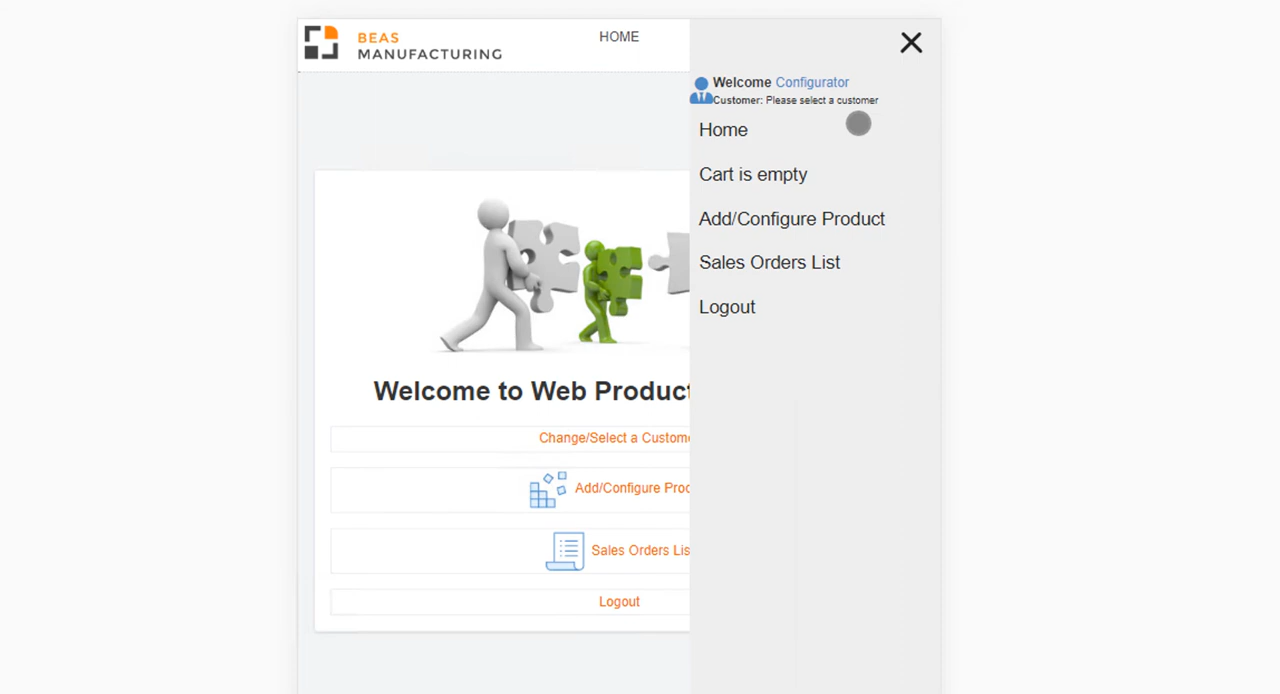 BEAS
MANUFACTURING
HOME
Welcome Configurator
Customer: Please select a customer
Home
Cart is empty
Add/Configure Product
Sales Orders List
Logout
Welcome to Web Product
Change/Select a Custome
Add/Configure Proc
Sales Orders Lis
Logout